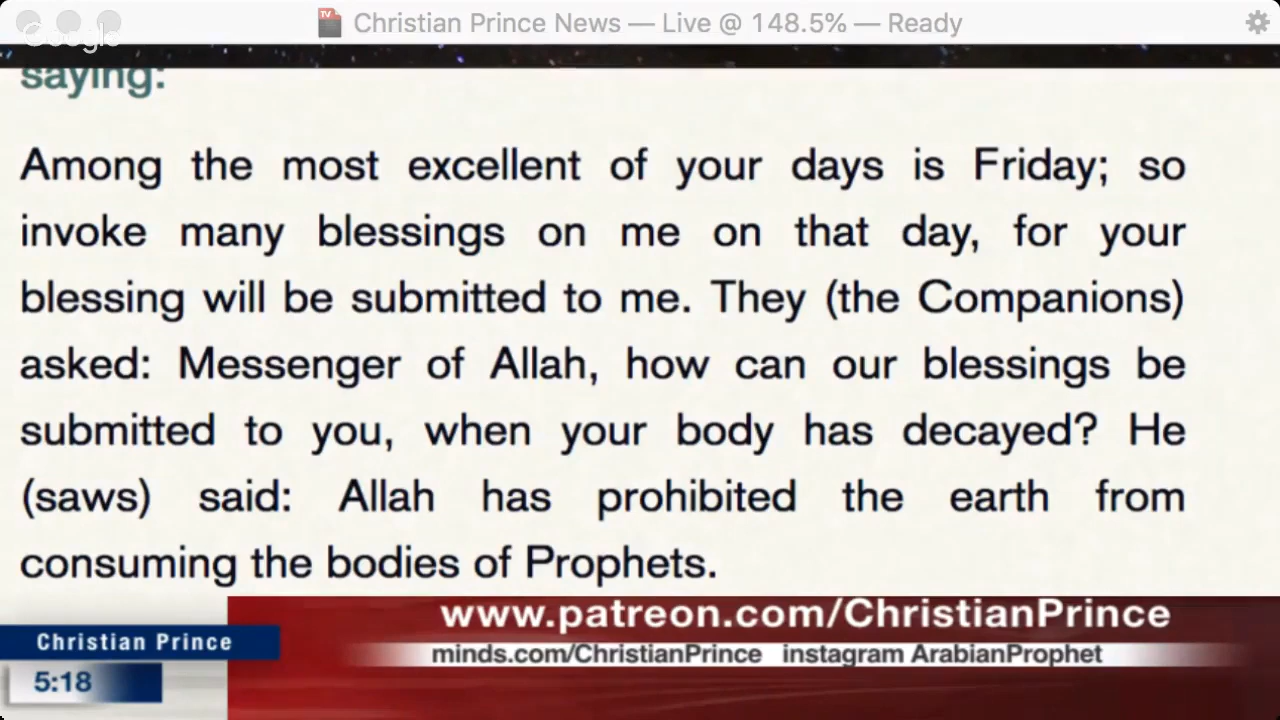 TV
Christian Prince News — Live @ 148.5% — Ready
Google
saying:
Among the most excellent of your days is Friday; so
invoke many blessings on me on that day, for your
blessing will be submitted to me. They (the Companions)
asked: Messenger of Allah, how can our blessings be
submitted to you, when your body has decayed? He
(saws) said: Allah has prohibited the earth from
consuming the bodies of Prophets.
www.patreon.com/ChristianPrince
Christian Prince
minds.com/ChristianPrince instagram ArabianProphet
5:18